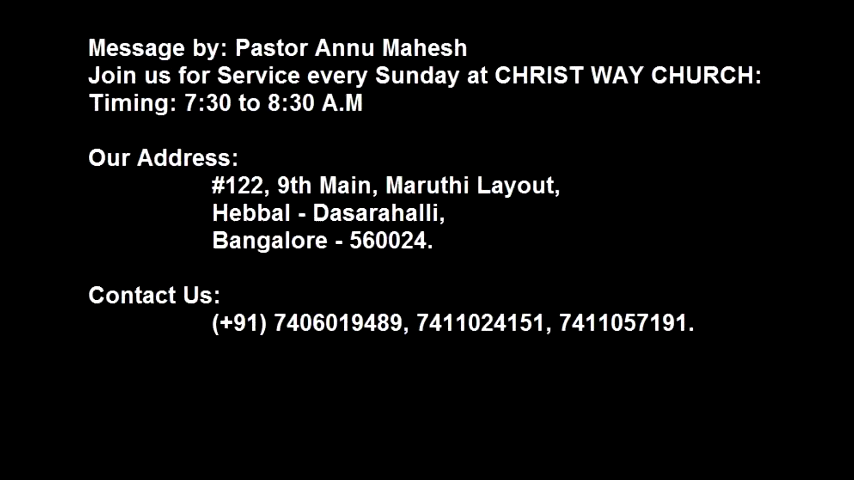 Message by: Pastor Annu Mahesh
Join us for Service every Sunday at CHRIST WAY CHURCH:
Timing: 7:30 to 8:30 A.M
Our Address:
#122, 9th Main, Maruthi Layout,
Hebbal - Dasarahalli,
Bangalore - 560024.
Contact Us:
(+91) 7406019489, 7411024151, 7411057191.